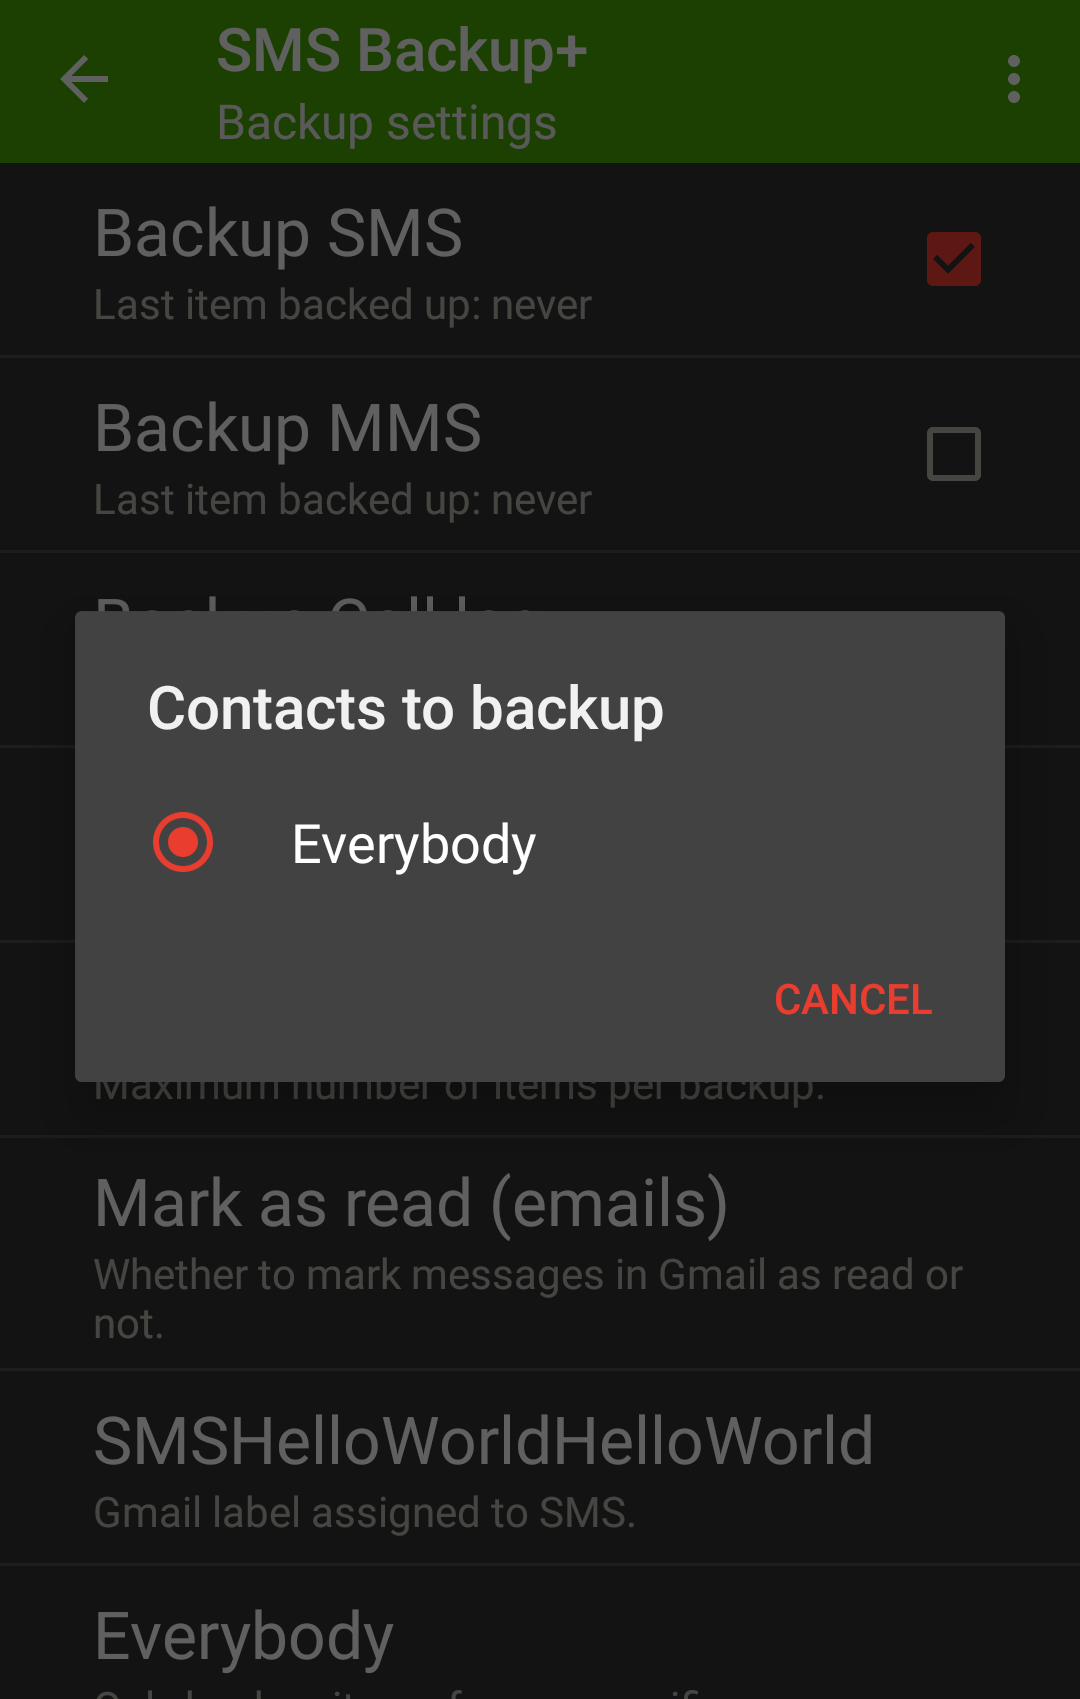 SMS Backup+
Backup settings
Backup SMS
Last item backed up: never
Backup MMS
Last item backed up: never
Contacts to backup
Everybody
CANCEL
Maximum number of items per backup.
Mark as read (emails)
Whether to mark messages in Gmail as read or
not.
SMSHelloWorldHelloWorld
Gmail label assigned to SMS.
Everybody